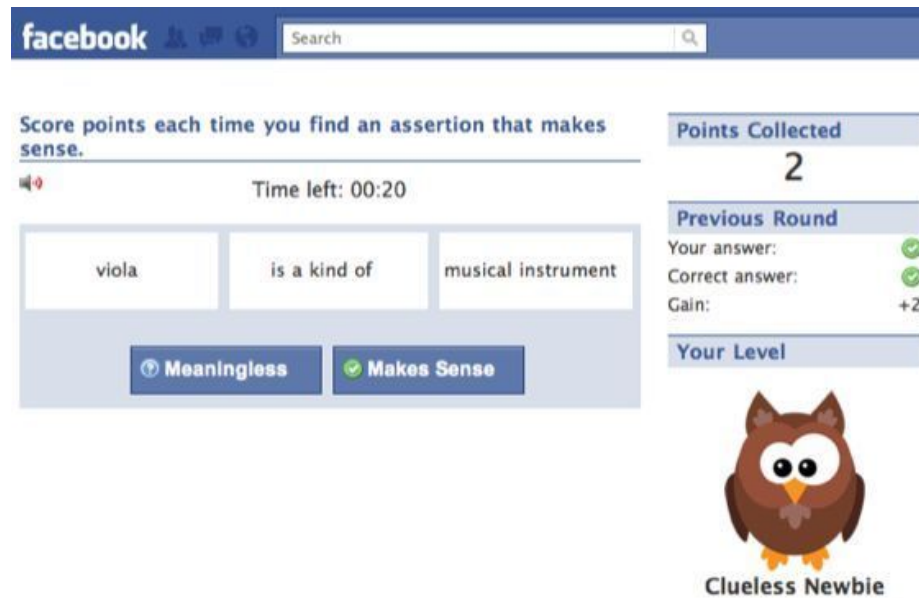 facebook
Search
Score points each time you find an assertion that makes
sense.
Time left: 00:20
viola
is a kind of
musical instrument
Meaningless
Makes Sense
Points Collected
2
Previous Round
Your answer:
Correct answer:
Gain: +2
Your Level
Clueless Newbie